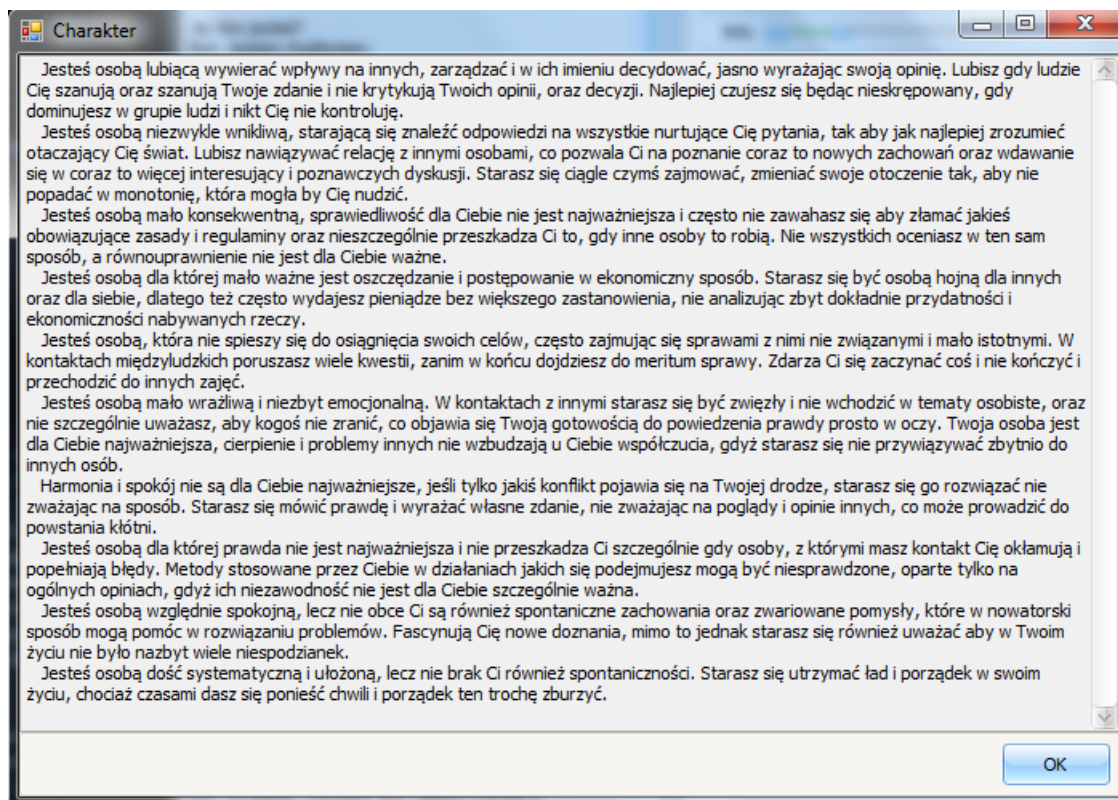 Charakter
Jesteś osobą lubiącą wywierać wpływy na innych, zarządzać i w ich imieniu decydować, jasno wyrażając swoją opinię. Lubisz gdy ludzie
Cię szanują oraz szanują Twoje zdanie i nie krytykują Twoich opinii, oraz decyzji. Najlepiej czujesz się będąc nieskrępowany, gdy
dominujesz w grupie ludzi i nikt Cię nie kontroluję.
Jesteś osobą niezwykle wnikliwą, starającą się znaleźć odpowiedzi na wszystkie nurtujące Cię pytania, tak aby jak najlepiej zrozumieć
otaczający Cię świat. Lubisz nawiązywać relację z innymi osobami, co pozwala Ci na poznanie coraz to nowych zachowań oraz wdawanie
się w coraz to więcej interesujący i poznawczych dyskusji. Starasz się ciągle czymś zajmować, zmieniać swoje otoczenie tak, aby nie
popadać w monotonię, która mogła by Cię nudzić.
Jesteś osobą mało konsekwentną, sprawiedliwość dla Ciebie nie jest najważniejsza i często nie zawahasz się aby złamać jakieś
obowiązujące zasady i regulaminy oraz nieszczególnie przeszkadza Ci to, gdy inne osoby to robią. Nie wszystkich oceniasz w ten sam
sposób, a równouprawnienie nie jest dla Ciebie ważne.
Jesteś osobą dla której mało ważne jest oszczędzanie i postępowanie w ekonomiczny sposób. Starasz się być osobą hojną dla innych
oraz dla siebie, dlatego też często wydajesz pieniądze bez większego zastanowienia, nie analizując zbyt dokładnie przydatności i
ekonomiczności nabywanych rzeczy.
Jesteś osobą, która nie spieszy się do osiągnięcia swoich celów, często zajmując się sprawami z nimi nie związanymi i mało istotnymi. W
kontaktach międzyludzkich poruszasz wiele kwestii, zanim w końcu dojdziesz do meritum sprawy. Zdarza Ci się zaczynać coś i nie kończyć i
przechodzić do innych zajęć.
Jesteś osobą mało wrażliwą i niezbyt emocjonalną. W kontaktach z innymi starasz się być zwięzły i nie wchodzić w tematy osobiste, oraz
nie szczególnie uważasz, aby kogoś nie zranić, co objawia się Twoją gotowością do powiedzenia prawdy prosto w oczy. Twoja osoba jest
dla Ciebie najważniejsza, cierpienie i problemy innych nie wzbudzają u Ciebie współczucia, gdyż starasz się nie przywiązywać zbytnio do
innych osób.
Harmonia i spokój nie są dla Ciebie najważniejsze, jeśli tylko jakiś konflikt pojawia się na Twojej drodze, starasz się go rozwiązać nie
zważając na sposób. Starasz się mówić prawdę i wyrażać własne zdanie, nie zważając na poglądy i opinie innych, co może prowadzić do
powstania kłótni.
Jesteś osobą dla której prawda nie jest najważniejsza i nie przeszkadza Ci szczególnie gdy osoby, z którymi masz kontakt Cię okłamują i
popełniają błędy. Metody stosowane przez Ciebie w działaniach jakich się podejmujesz mogą być niesprawdzone, oparte tylko na
ogólnych opiniach, gdyż ich niezawodność nie jest dla Ciebie szczególnie ważna.
Jesteś osobą względnie spokojną, lecz nie obce Ci są również spontaniczne zachowania oraz zwariowane pomysły, które w nowatorski
sposób mogą pomóc w rozwiązaniu problemów. Fascynują Cię nowe doznania, mimo to jednak starasz się również uważać aby w Twoim
życiu nie było nazbyt wiele niespodzianek.
Jesteś osobą dość systematyczną i ułożoną, lecz nie brak Ci również spontaniczności. Starasz się utrzymać ład i porządek w swoim
życiu, chociaż czasami dasz się ponieść chwili i porządek ten trochę zburzyć.
OK